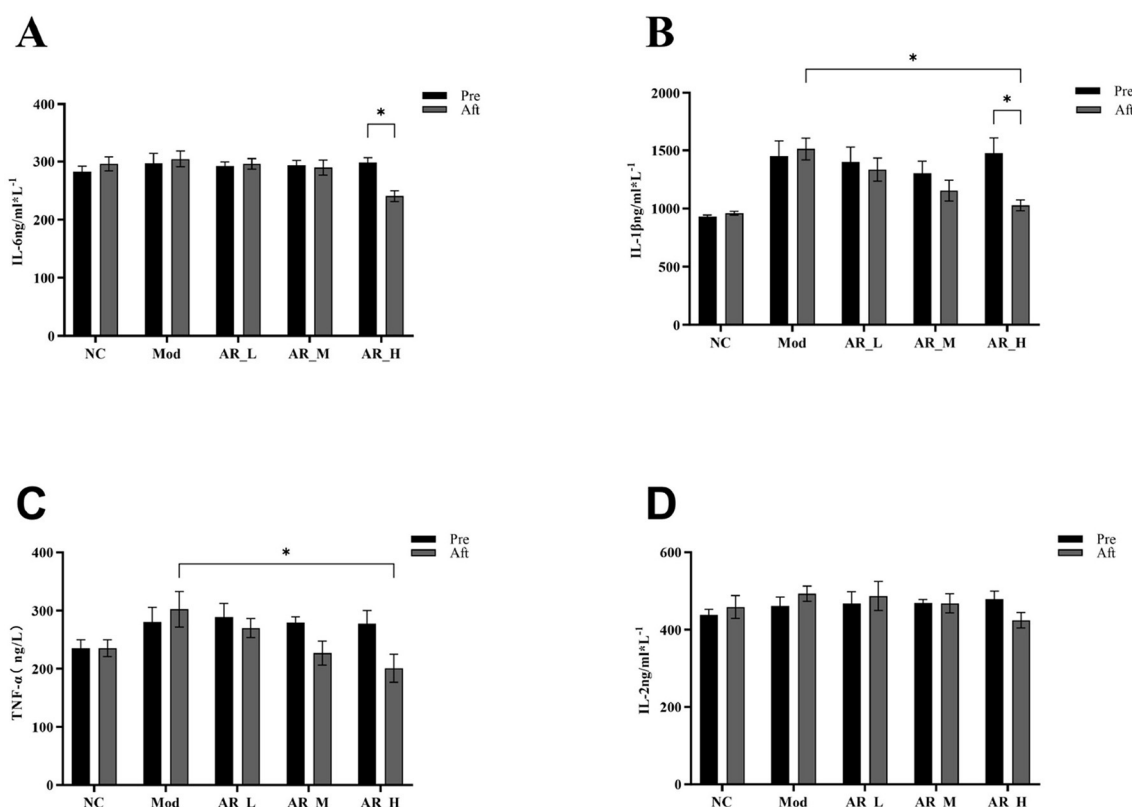 A
Pre
Aft
*
IL-6ng/ml*L-1
400
300
200
100
0
NC Mod AR_L AR_M AR_H
B
*
Pre
Aft
*
IL-1βng/ml*L-1
2000
1500
1000
500
0
NC Mod AR_L AR_M AR_H
C
Pre
Aft
*
TNF-α( ng/L)
400
300
200
100
0
NC Mod AR_L AR_M AR_H
D
Pre
Aft
IL-2ng/ml*L-1
600
400
200
0
NC Mod AR_L AR_M AR_H